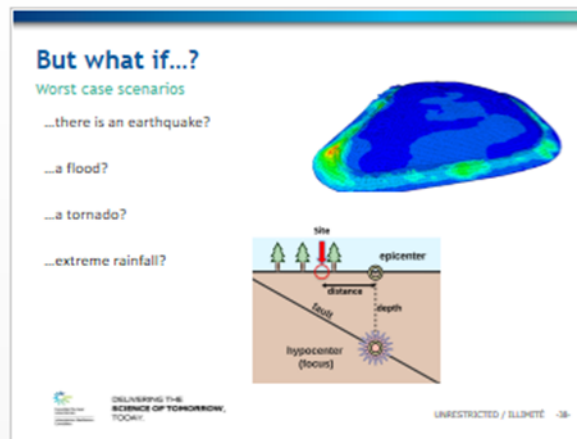 But what if...?
Worst case scenarios
...there is an earthquake?
...a flood?
...a tornado?
...extreme rainfall?
Site
epicenter
distance
fault
depth
hypocenter
(focus)
DELIVERING THE
SCIENCE OF TOMORROW,
TODAY.
UNRESTRICTED / ILLIMITÉ -38-